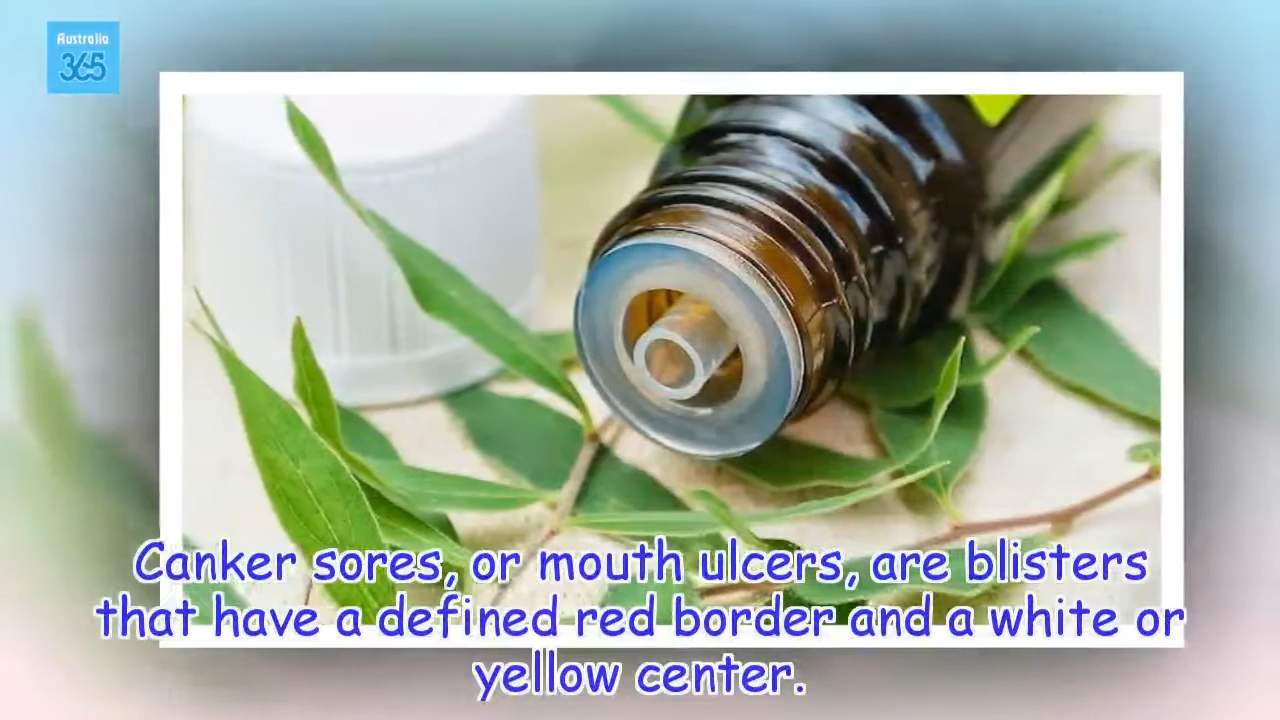 Australia
365
Canker sores, or mouth ulcers, are blisters
that have a defined red border and a white or
yellow center.